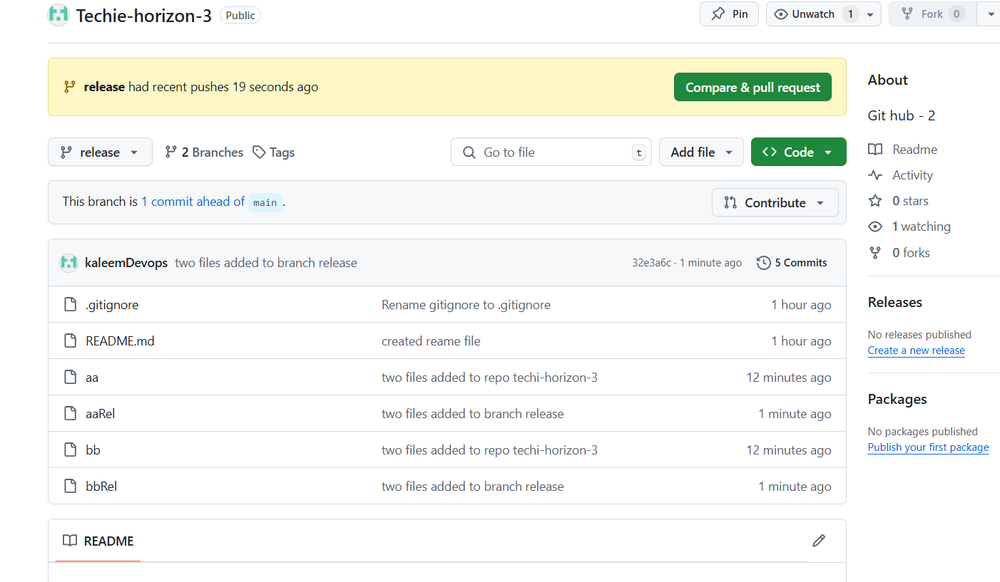 Techie-horizon-3 Public Pin Unwatch 1 Fork 0
release had recent pushes 19 seconds ago Compare & pull request
release 2 Branches Tags Go to file t Add file <> Code
This branch is 1 commit ahead of main .
Contribute
kaleemDevops two files added to branch release 32e3a6c · 1 minute ago 5 Commits
.gitignore Rename gitignore to .gitignore 1 hour ago
README.md created reame file 1 hour ago
aa two files added to repo techi-horizon-3 12 minutes ago
aaRel two files added to branch release 1 minute ago
bb two files added to repo techi-horizon-3 12 minutes ago
bbRel two files added to branch release 1 minute ago
README
About
Git hub - 2
Readme
Activity
0 stars
1 watching
0 forks
Releases
No releases published
Create a new release
Packages
No packages published
Publish your first package